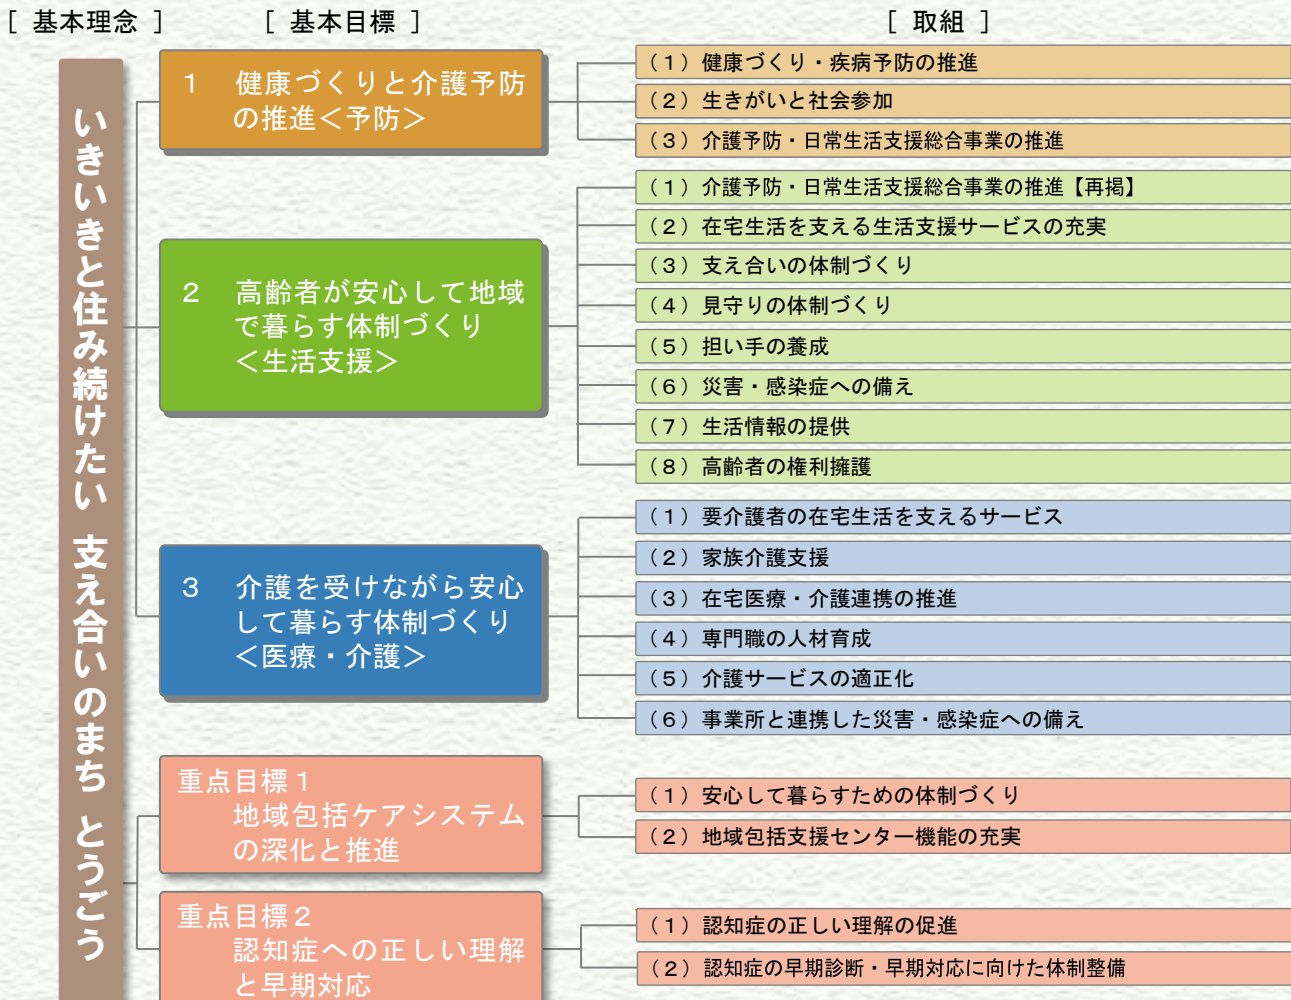 [ 基本理念 ]
[ 基本目標 ]
[ 取組 ]
いきいきと住み続けたい 支え合いのまち とうごう
1 健康づくりと介護予防
の推進<予防>
(1)健康づくり・疾病予防の推進
(2)生きがいと社会参加
(3)介護予防・日常生活支援総合事業の推進
2 高齢者が安心して地域
で暮らす体制づくり
<生活支援>
(1)介護予防・日常生活支援総合事業の推進【再掲】
(2)在宅生活を支える生活支援サービスの充実
(3)支え合いの体制づくり
(4)見守りの体制づくり
(5)担い手の養成
(6)災害・感染症への備え
(7)生活情報の提供
(8)高齢者の権利擁護
3 介護を受けながら安心
して暮らす体制づくり
<医療・介護>
(1)要介護者の在宅生活を支えるサービス
(2)家族介護支援
(3)在宅医療・介護連携の推進
(4)専門職の人材育成
(5)介護サービスの適正化
(6)事業所と連携した災害・感染症への備え
重点目標1
地域包括ケアシステム
の深化と推進
(1)安心して暮らすための体制づくり
(2)地域包括支援センター機能の充実
重点目標2
認知症への正しい理解
と早期対応
(1)認知症の正しい理解の促進
(2)認知症の早期診断・早期対応に向けた体制整備